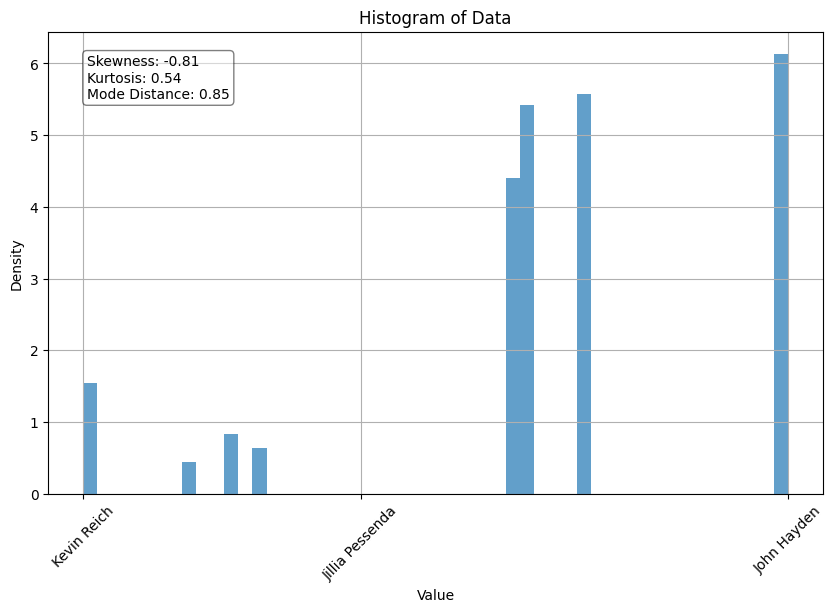 Histogram of Data
Skewness: -0.81
Kurtosis: 0.54
Mode Distance: 0.85
6
5
4
3
2
1
0
Density
Kevin Reich
Jillia Pessenda
John Hayden
Value